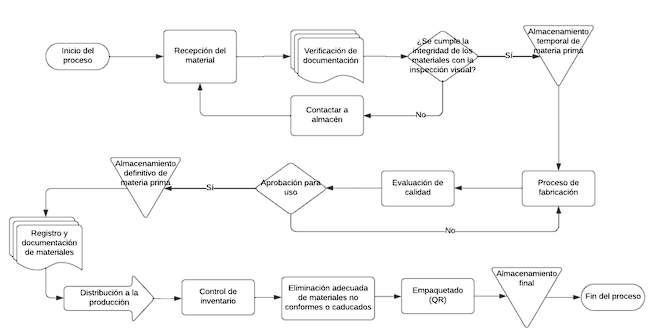 Inicio del
proceso
Recepción del
material
Verificación de
documentación
¿Se cumple la
integridad de los
materiales con la
inspección visual?
Sí
Almacenamiento
temporal de
materia prima
Contactar a
almacén
No
Almacenamiento
definitivo de
materia prima
Sí
Aprobación para
uso
Evaluación de
calidad
Proceso de
fabricación
No
Registro y
documentación
de materiales
Distribución a la
producción
Control de
inventario
Eliminación adecuada
de materiales no
conformes o caducados
Empaquetado
(QR)
Almacenamiento
final
Fin del proceso